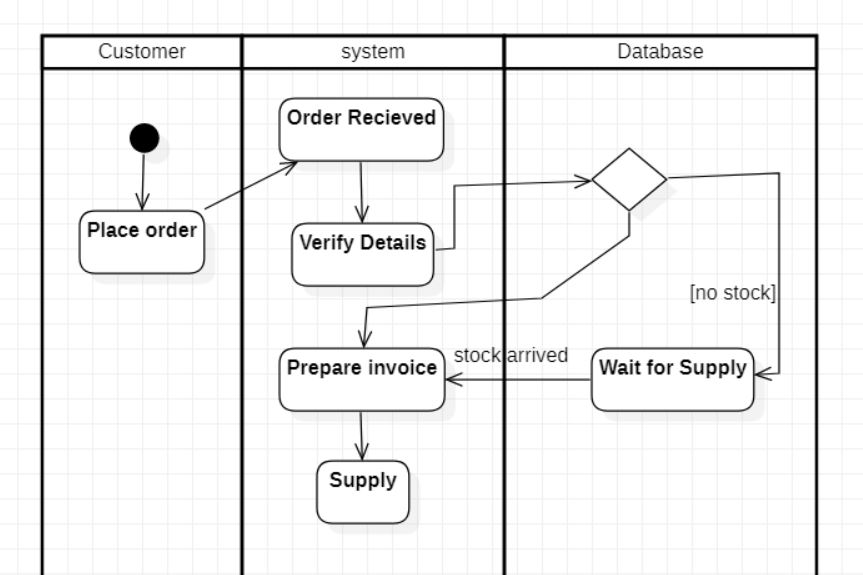 Customer
system
Database
Order Recieved
Place order
Verify Details
[no stock]
stock arrived
Prepare invoice
Wait for Supply
Supply